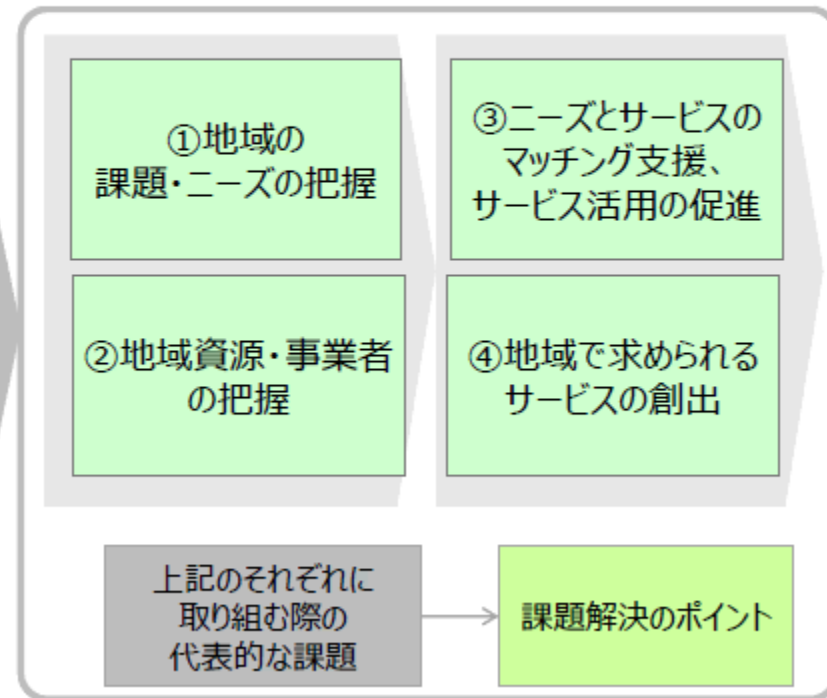 ①地域の
課題・ニーズの把握
②地域資源・事業者
の把握
③ニーズとサービスの
マッチング支援、
サービス活用の促進
④地域で求められる
サービスの創出
上記のそれぞれに
取り組む際の
代表的な課題
課題解決のポイント